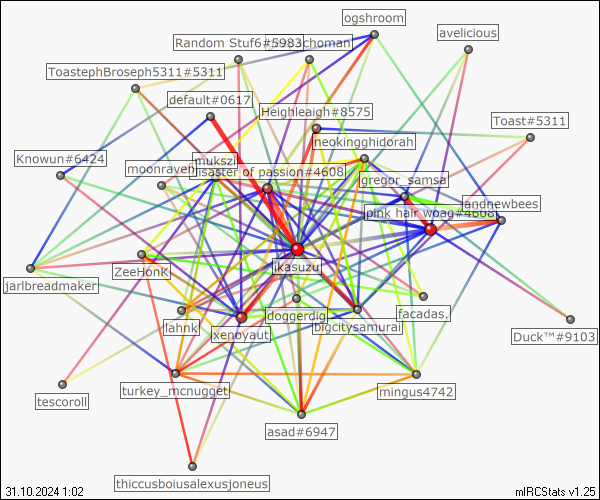 ogshroom
avelicious
Random Stuf6#5983
choman
ToastephBroseph5311#5311
default#0617
Heighleaigh#8575
Toast#5311
neokingghidorah
Knowun#6424
mukszi
moonraven
disaster of passion#4608
gregor_samsa
pink hair woag#4608
andnewbees
ikasuzu
ZeeHonK
jarlbreadmaker
doggerdig
facadas.
lahnk
xenoyaut
bigcitysamurai
Duck™#9103
turkey_mcnugget
mingus4742
tescoroll
asad#6947
thiccusboiusalexusjoneus
31.10.2024 1:02
mIRCStats v1.25